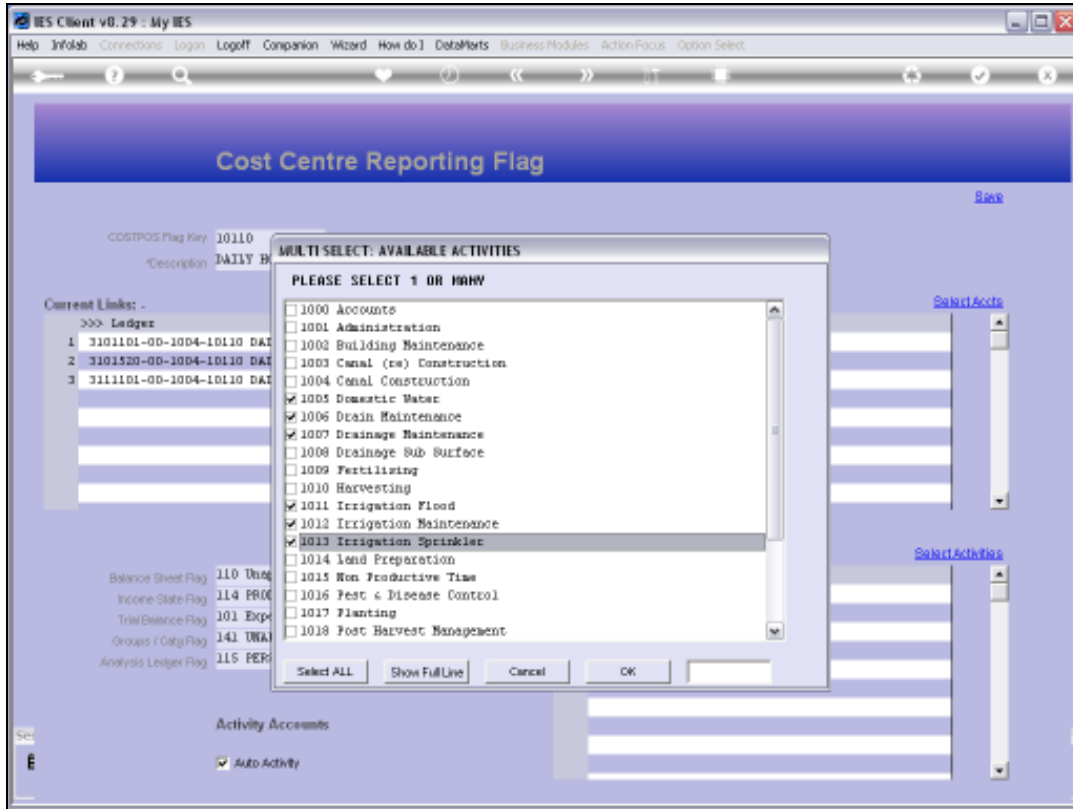 IES Client v8.29 : My IES
Help Infolab Connections Logon Logoff Companion Wizard How do I DataMarts Business Modules Action Focus Option Select
Cost Centre Reporting Flag
Save
COSTPOS Flag Key 10110
*Description DAILY
MULTI SELECT: AVAILABLE ACTIVITIES
PLEASE SELECT 1 OR MANY
1000 Accounts
1001 Administration
1002 Building Maintenance
1003 Canal (re) Construction
1004 Canal Construction
1005 Domestic Water
1006 Drain Maintenance
1007 Drainage Maintenance
1008 Drainage Sub Surface
1009 Fertilizing
1010 Harvesting
1011 Irrigation Flood
1012 Irrigation Maintenance
1013 Irrigation Sprinkler
1014 Land Preparation
1015 Non Productive Time
1016 Pest & Disease Control
1017 Planting
1018 Post Harvest Management
Select ALL Show Full Line Cancel OK
Current Links: -
Select Accts
>>> Ledger
1 3101101-00-1004-10110 DAI
2 3101520-00-1004-10110 DAI
3 3111101-00-1004-10110 DAI
Select Activities
Balance Sheet Flag 110
Income State Flag 114
Trial Balance Flag 101
Groups / Catg Flag 141
Analysis Ledger Flag 115
Activity Accounts
Auto Activity